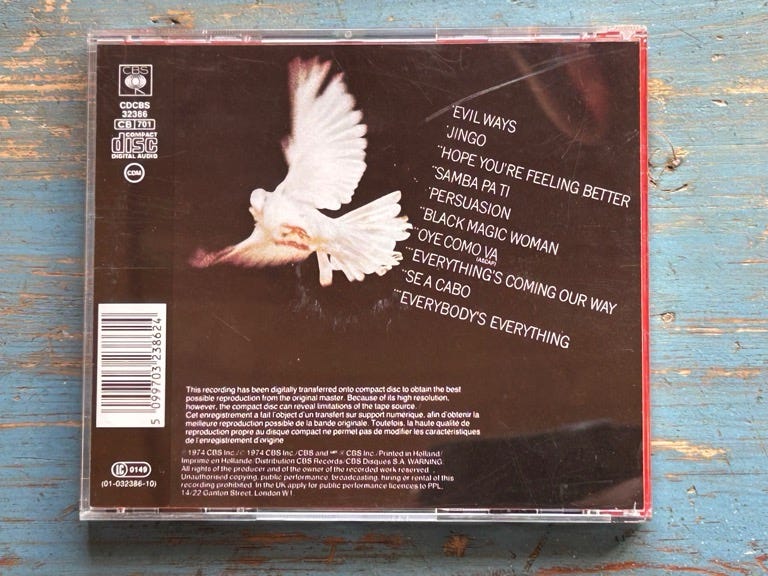 CBS
CDCBS
32366
CB 701
COMPACT
disc
DIGITAL AUDIO
CDM
•EVIL WAYS
•JINGO
••HOPE YOU'RE FEELING BETTER
••SAMBA PA TI
•PERSUASION
••BLACK MAGIC WOMAN
••OYE COMO VA
(ASCAP)
•••EVERYTHING'S COMING OUR WAY
••SE A CABO
•••EVERYBODY'S EVERYTHING
5 099703 238624
This recording has been digitally transferred onto compact disc to obtain the best
possible reproduction from the original master. Because of its high resolution,
however, the compact disc can reveal limitations of the tape source.
Cet enregistrement a fait l'objet d'un transfert sur support numérique, afin d'obtenir la
meilleure reproduction possible de la bande originale. Toutefois, la haute qualité de
reproduction propre au disque compact ne permet pas de modifier les caractéristiques
de l'enregistrement d'origine
℗ 1974 CBS Inc./© 1974 CBS Inc./CBS and are ® CBS Inc./Printed in Holland/
Imprimé en Hollande/Distribution CBS Records. CBS Disques S.A. WARNING:
All rights of the producer and of the owner of the recorded work reserved.
Unauthorised copying, public performance, broadcasting, hiring or rental of this
recording prohibited. In the UK apply for public performance licences to PPL,
14/22 Ganton Street, London W1
LC 0149
(01-032386-10)